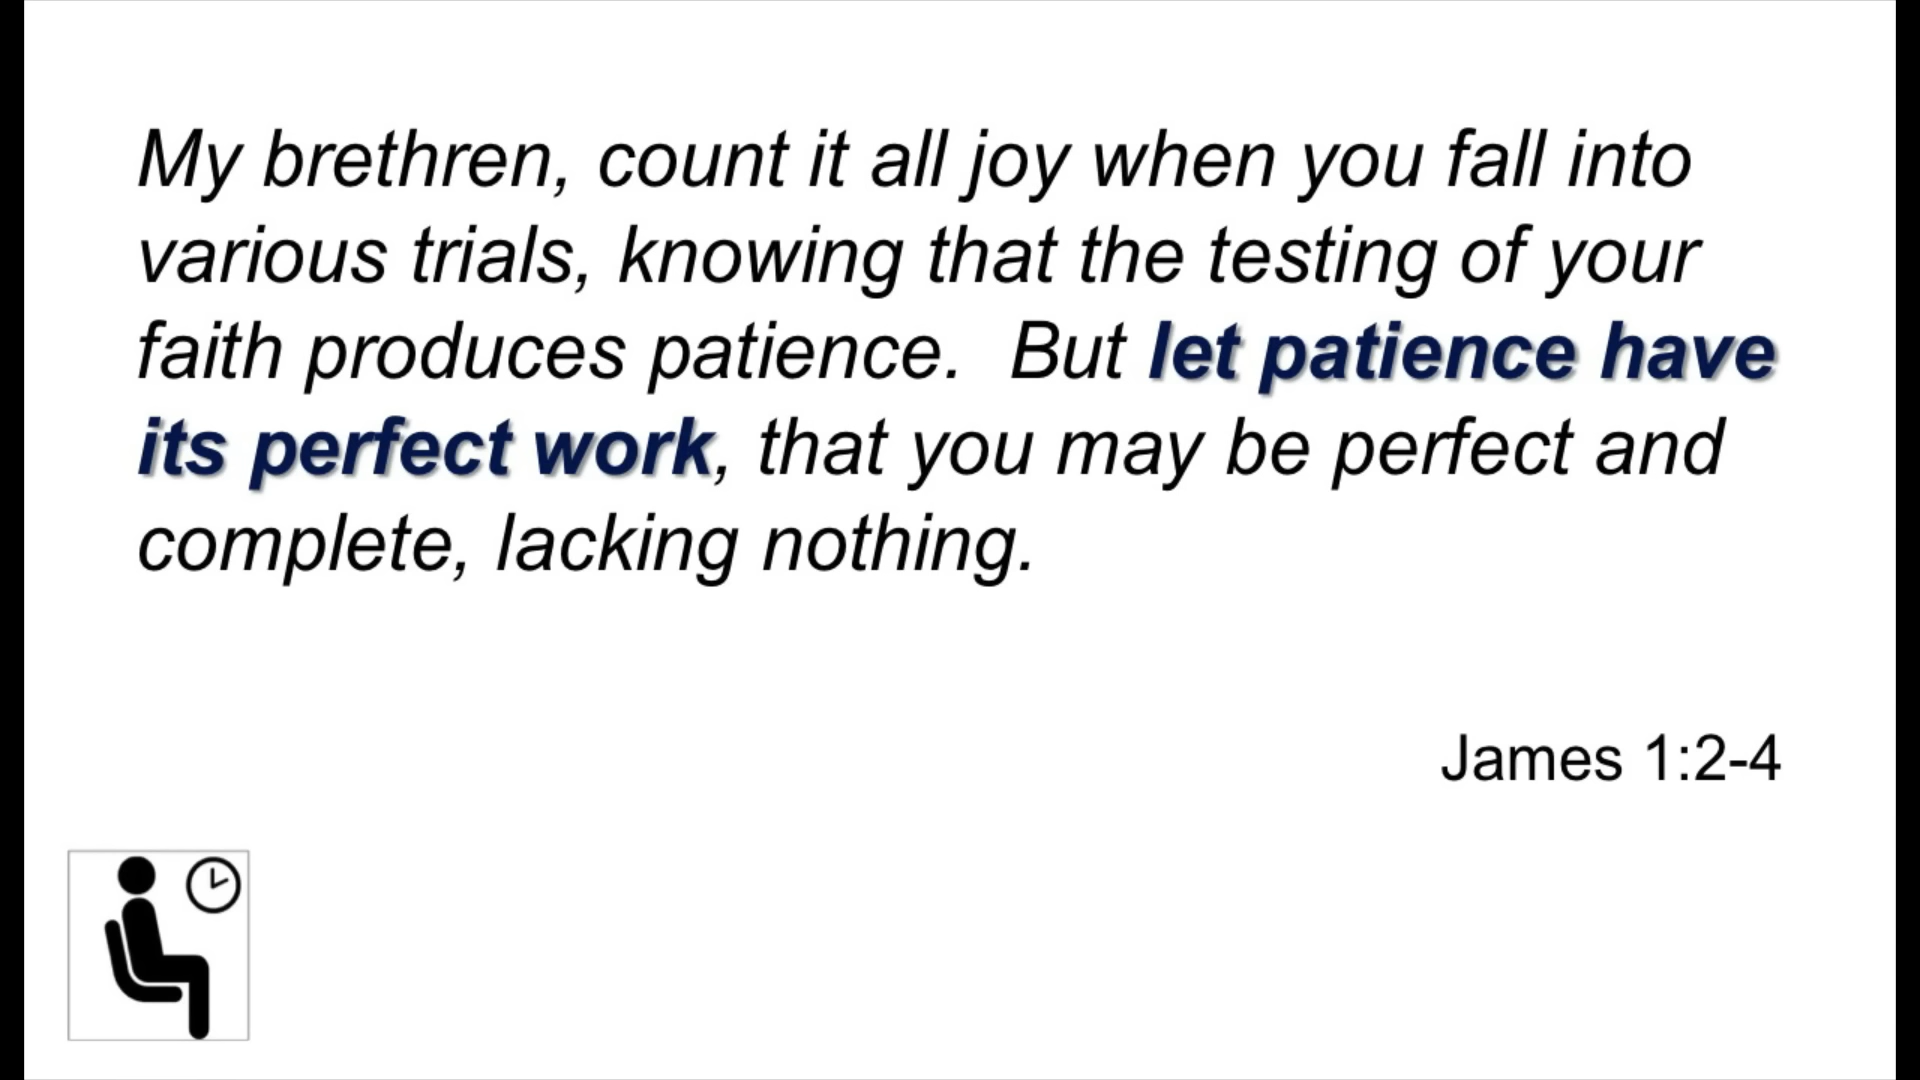 My brethren, count it all joy when you fall into
various trials, knowing that the testing of your
faith produces patience.  But let patience have
its perfect work, that you may be perfect and
complete, lacking nothing.
James 1:2-4